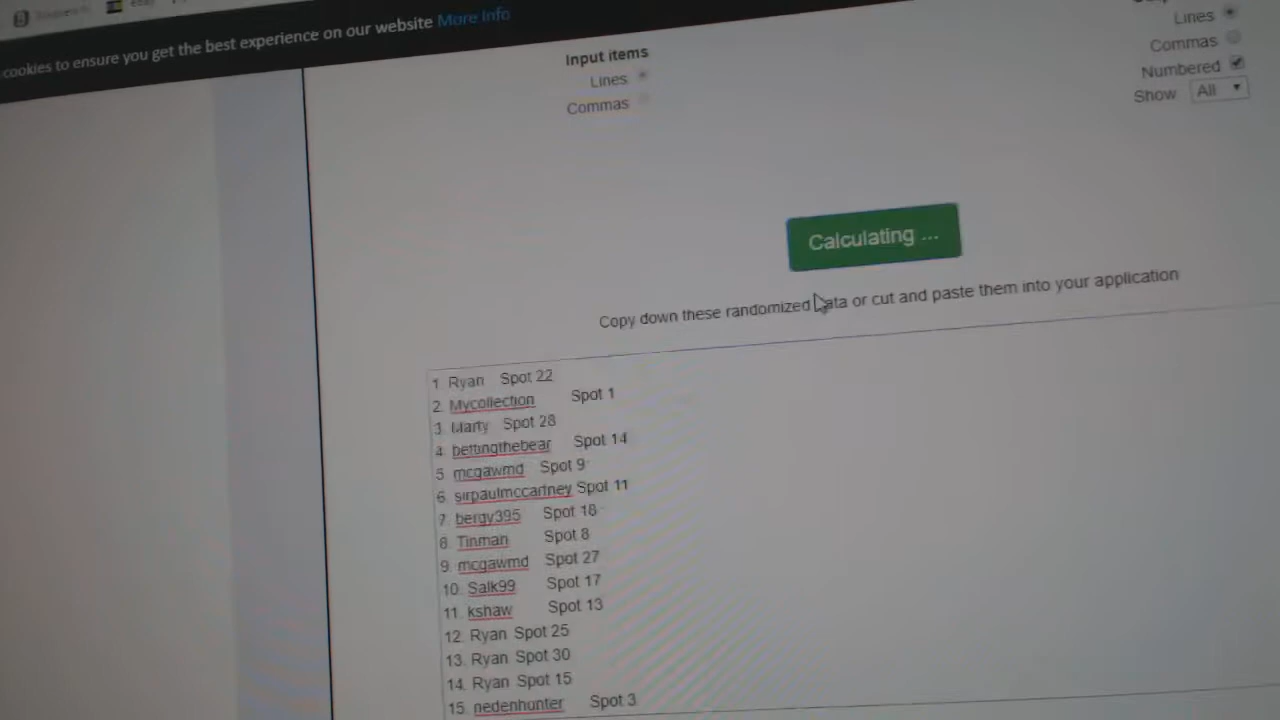 ebay
cookies to ensure you get the best experience on our website More Info
Input items
Lines
Commas
Lines
Commas
Numbered
Show All
Calculating ...
Copy down these randomized data or cut and paste them into your application
1. Ryan Spot 22
2. Mycollection Spot 1
3. Marty Spot 28
4. bettingthebear Spot 14
5. mcgawmd Spot 9
6. sirpaulmccartney Spot 11
7. bergy395 Spot 18
8. Tinman Spot 8
9. mcgawmd Spot 27
10. Salk99 Spot 17
11. kshaw Spot 13
12. Ryan Spot 25
13. Ryan Spot 30
14. Ryan Spot 15
15. nedenhunter Spot 3